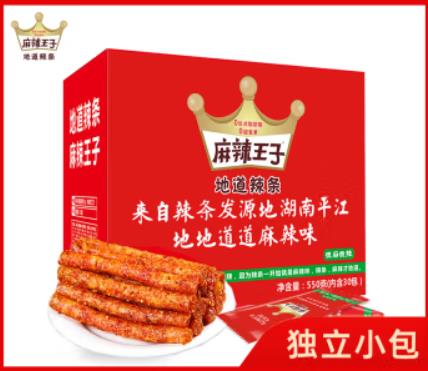 麻辣王子
地道辣条
地道辣条
麻辣王子
麻辣王子
地道辣条
来自辣条发源地湖南平江
地地道道麻辣味
很麻很辣
净含量：550克(内含30包)
独立小包